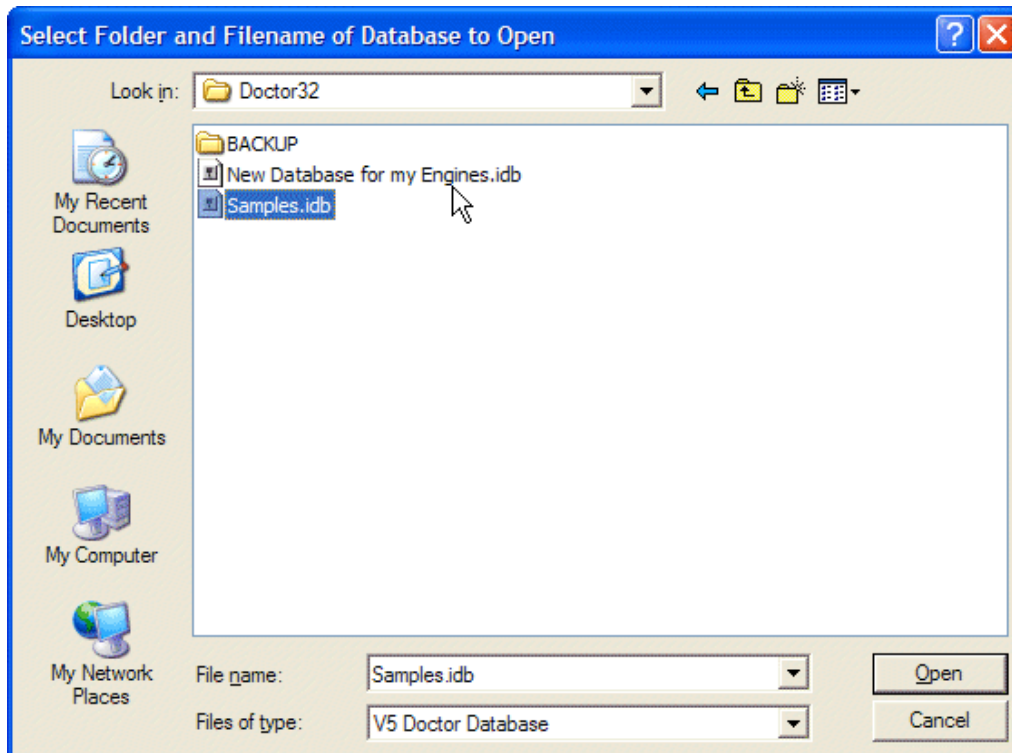 Select Folder and Filename of Database to Open
Look in: Doctor32
BACKUP
New Database for my Engines.idb
Samples.idb
My Recent
Documents
Desktop
My Documents
My Computer
My Network
Places
File name: Samples.idb Open
Files of type: V5 Doctor Database Cancel